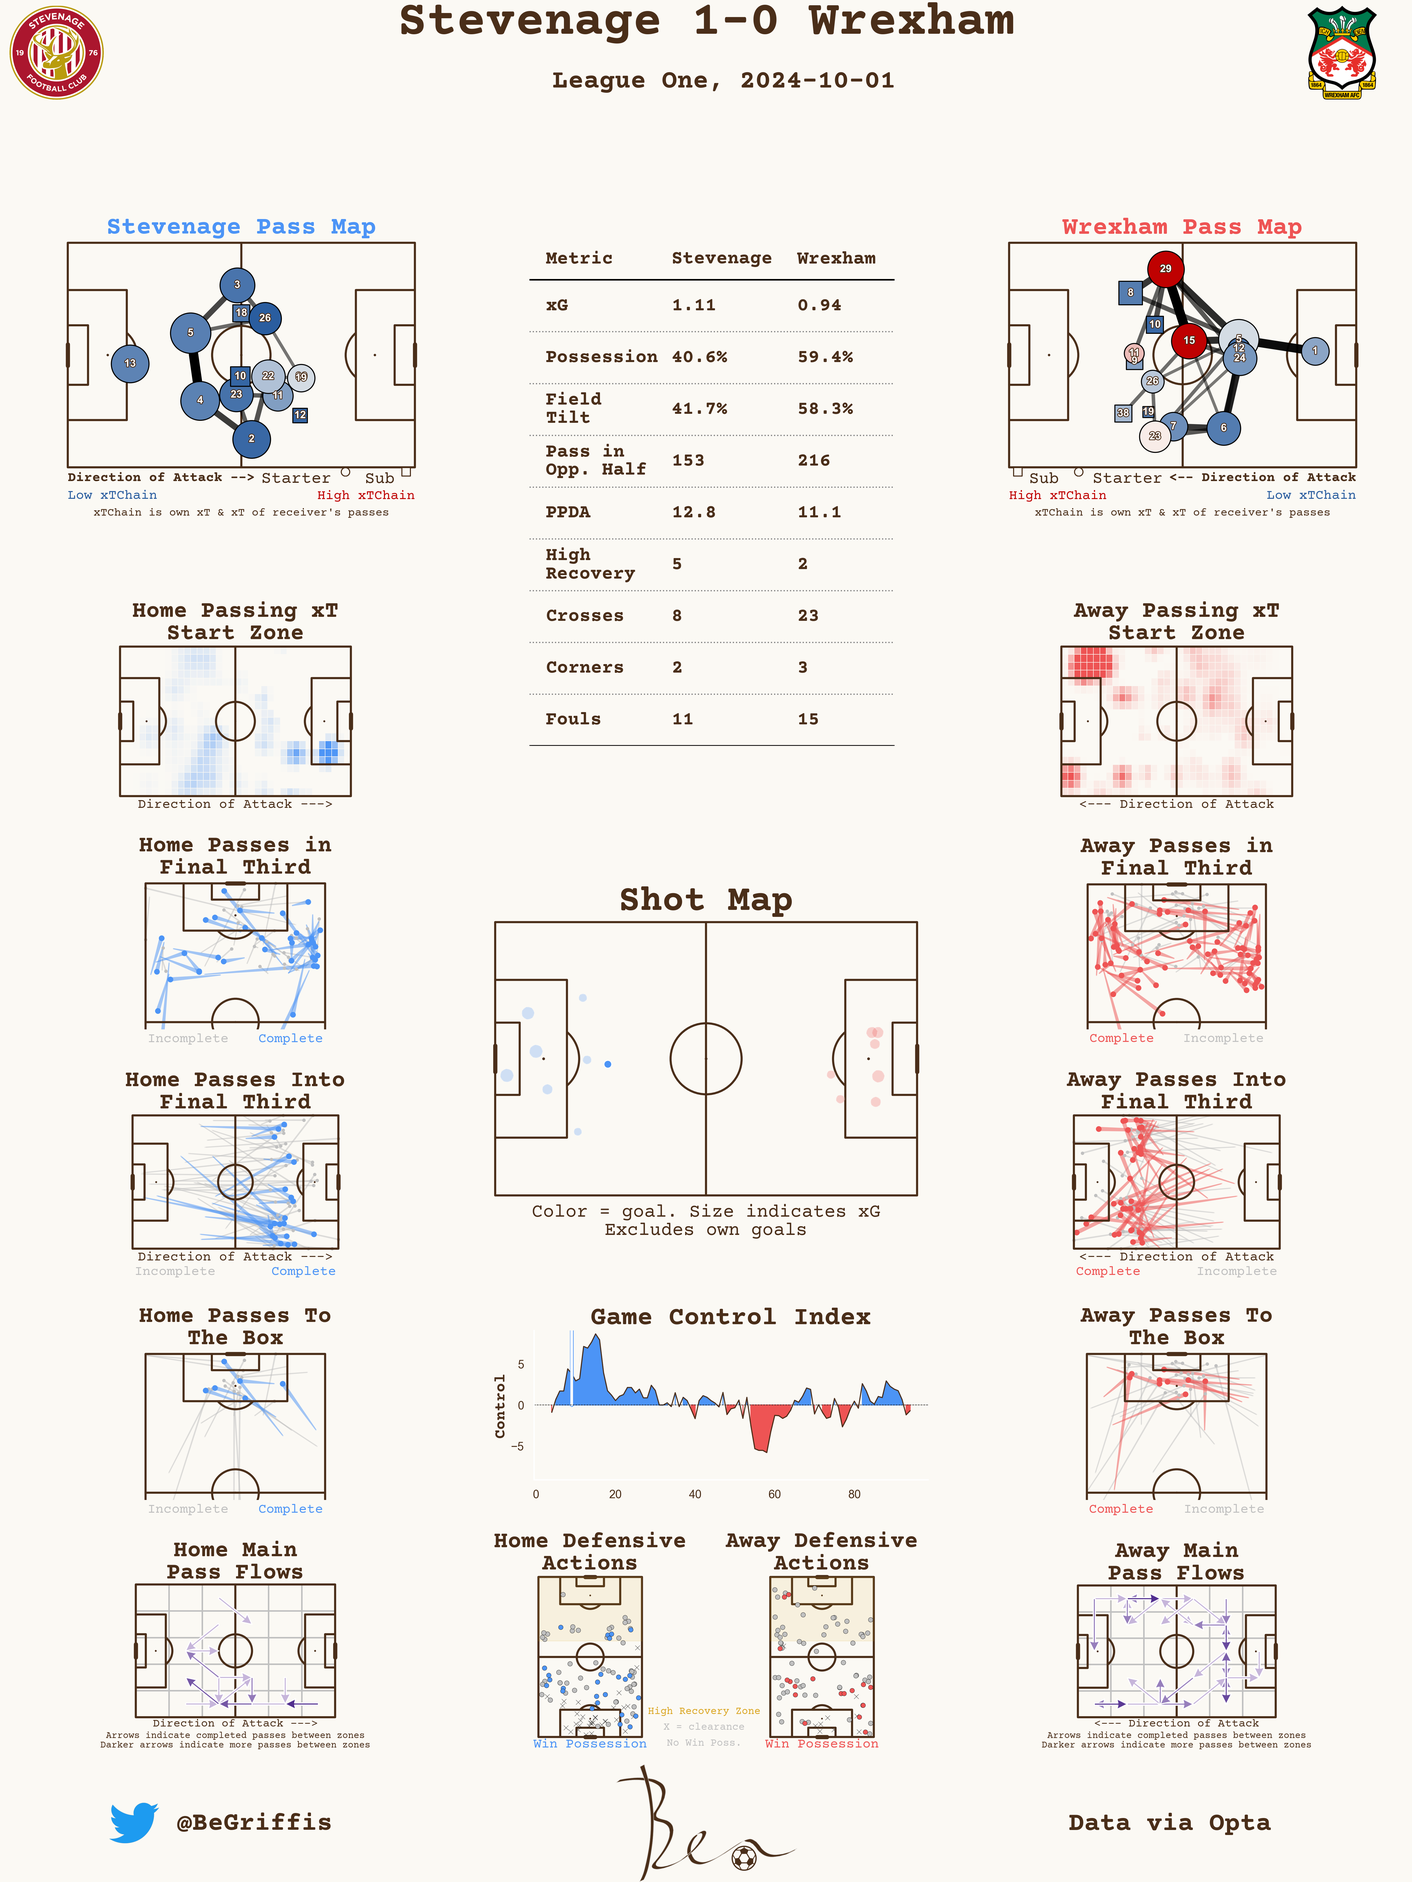 Stevenage 1-0 Wrexham
League One, 2024-10-01
STEVENAGE
19 76
FOOTBALL CLUB
1864 1864
WREXHAM AFC
Stevenage Pass Map
3
18
26
5
13
10
22
19
4
23
11
12
2
Direction of Attack --> Starter Sub
Low xTChain High xTChain
xTChain is own xT & xT of receiver's passes
Metric Stevenage Wrexham
xG 1.11 0.94
Possession 40.6% 59.4%
Field
Tilt 41.7% 58.3%
Pass in
Opp. Half 153 216
PPDA 12.8 11.1
High
Recovery 5 2
Crosses 8 23
Corners 2 3
Fouls 11 15
Wrexham Pass Map
29
8
10
15
5
12
24
1
11
9
26
38
19
7
23
6
Sub Starter <-- Direction of Attack
High xTChain Low xTChain
xTChain is own xT & xT of receiver's passes
Home Passing xT
Start Zone
Direction of Attack --->
Away Passing xT
Start Zone
<--- Direction of Attack
Home Passes in
Final Third
Incomplete Complete
Away Passes in
Final Third
Complete Incomplete
Shot Map
Color = goal. Size indicates xG
Excludes own goals
Home Passes Into
Final Third
Direction of Attack --->
Incomplete Complete
Away Passes Into
Final Third
<--- Direction of Attack
Complete Incomplete
Home Passes To
The Box
Incomplete Complete
Game Control Index
Control
5
0
−5
0 20 40 60 80
Away Passes To
The Box
Complete Incomplete
Home Main
Pass Flows
Direction of Attack --->
Arrows indicate completed passes between zones
Darker arrows indicate more passes between zones
Home Defensive
Actions
Win Possession
Away Defensive
Actions
Win Possession
High Recovery Zone
X = clearance
No Win Poss.
Away Main
Pass Flows
<--- Direction of Attack
Arrows indicate completed passes between zones
Darker arrows indicate more passes between zones
@BeGriffis
Ben
Data via Opta